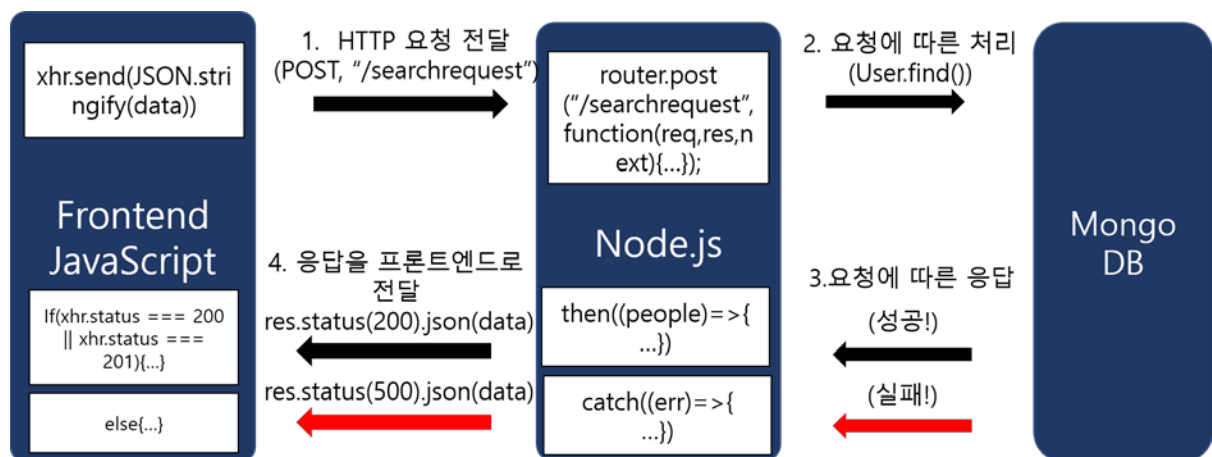 xhr.send(JSON.stri
ngify(data))
Frontend
JavaScript
If(xhr.status === 200
|| xhr.status ===
201){...}
else{...}
1. HTTP 요청 전달
(POST, “/searchrequest”)
4. 응답을 프론트엔드로
전달
res.status(200).json(data)
res.status(500).json(data)
router.post
(“/searchrequest”,
function(req,res,n
ext){...});
Node.js
then((people)=>{
...})
catch((err)=>{
...})
2. 요청에 따른 처리
(User.find())
3.요청에 따른 응답
(성공!)
(실패!)
Mongo
DB